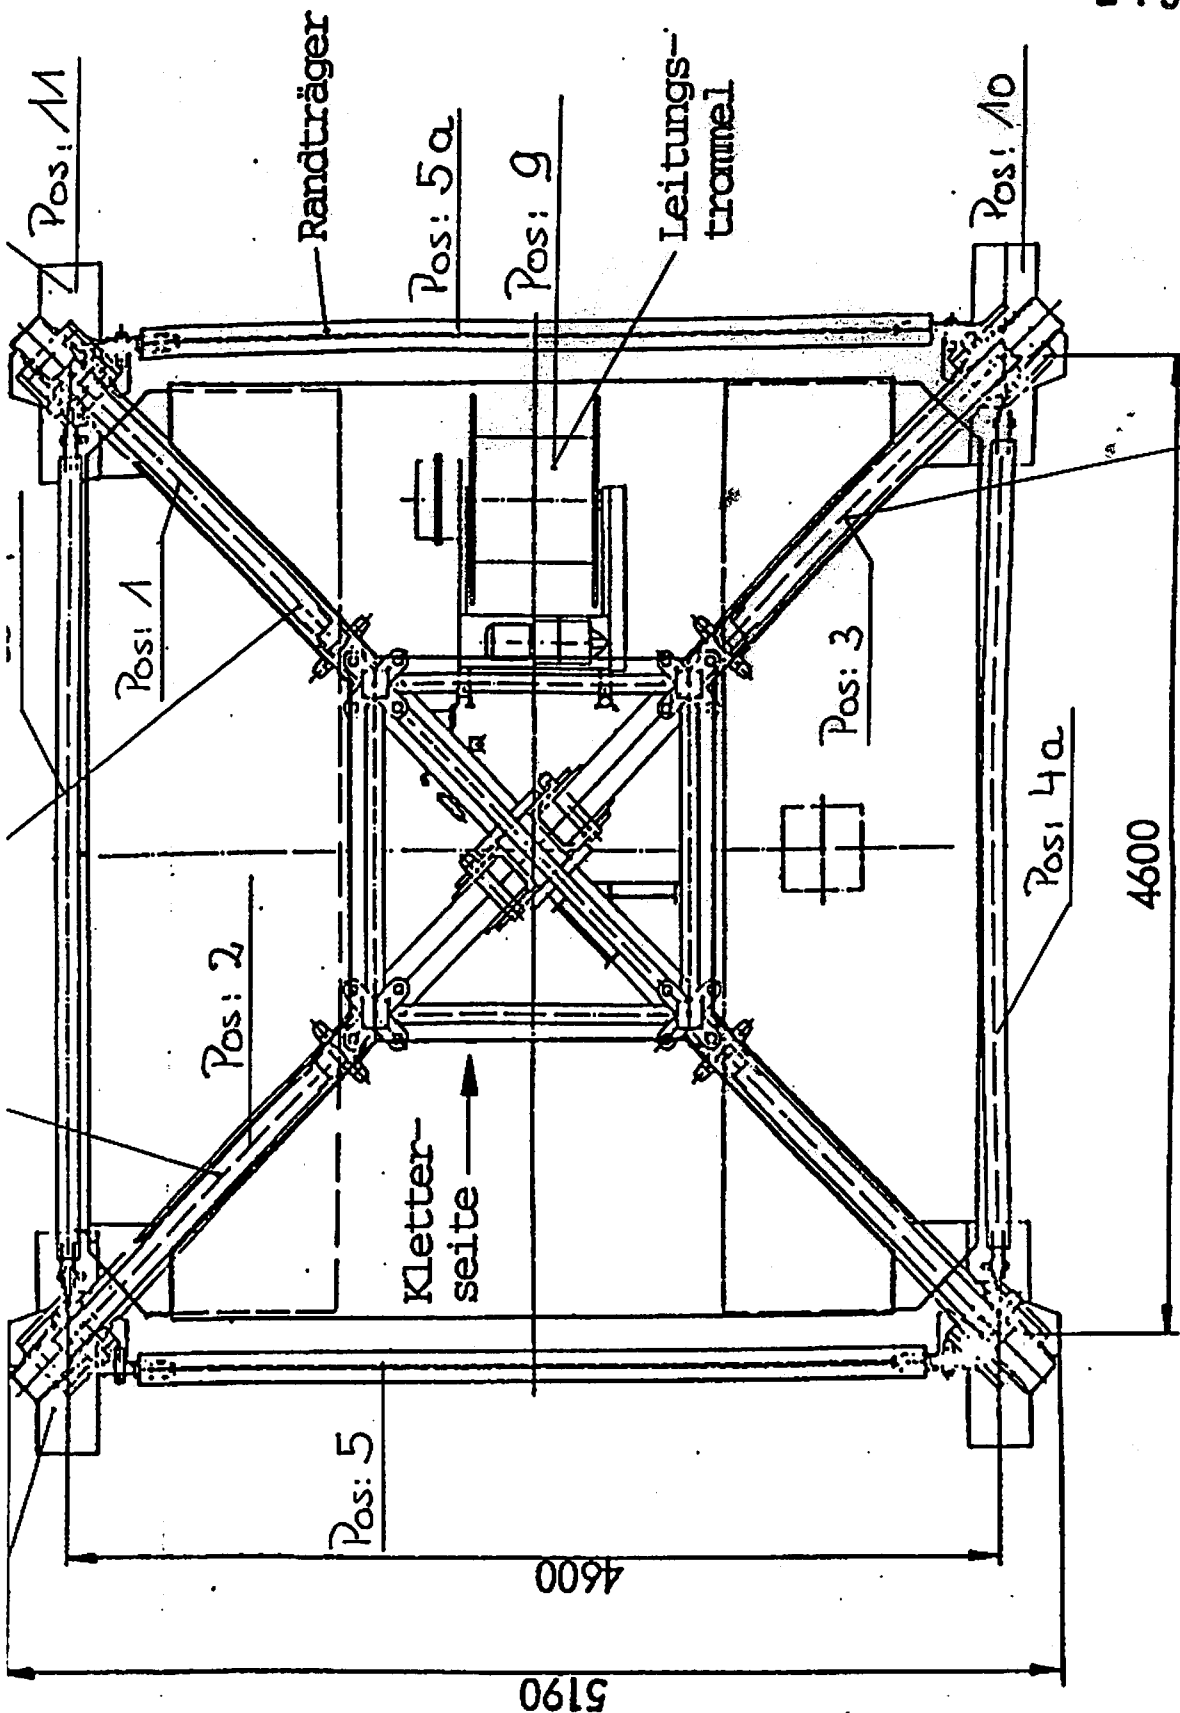 Pos: 11
Randträger
Pos: 5a
Pos: 9
Leitungs-
trommel
Pos: 10
Pos: 1
Pos: 3
Pos: 2
Pos: 4a
4600
Kletter-
seite
Pos: 5
4600
5190